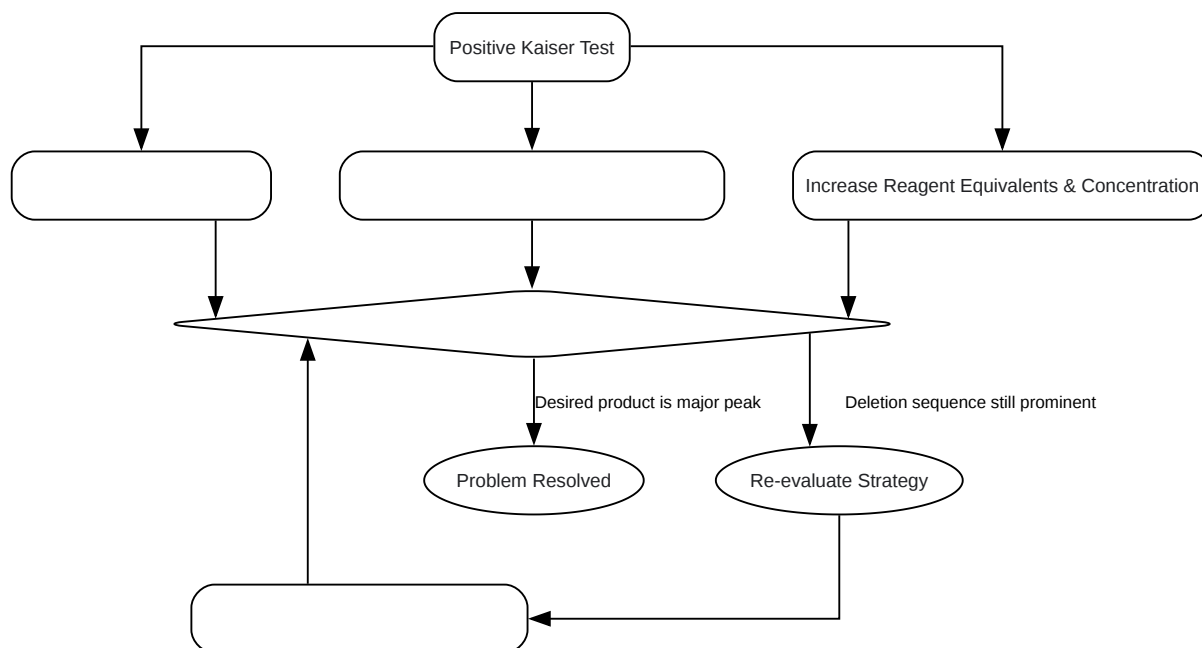 Positive Kaiser Test
Increase Reagent Equivalents & Concentration
Desired product is major peak
Deletion sequence still prominent
Problem Resolved
Re-evaluate Strategy